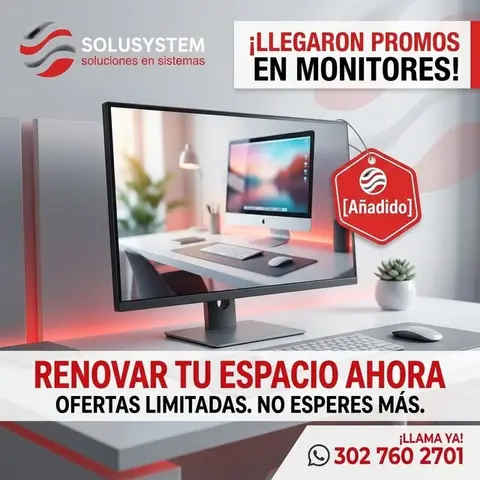 SOLUSYSTEM
soluciones en sistemas
¡LLEGARON PROMOS
EN MONITORES!
[Añadido]
RENOVAR TU ESPACIO AHORA
OFERTAS LIMITADAS. NO ESPERES MÁS.
¡LLAMA YA!
302 760 2701